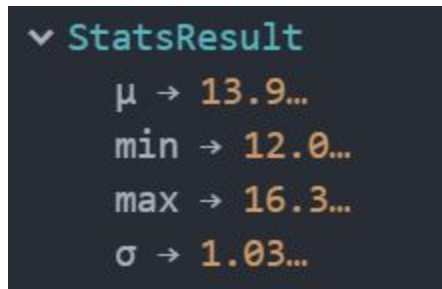 StatsResult
μ → 13.9…
min → 12.0…
max → 16.3…
σ → 1.03…